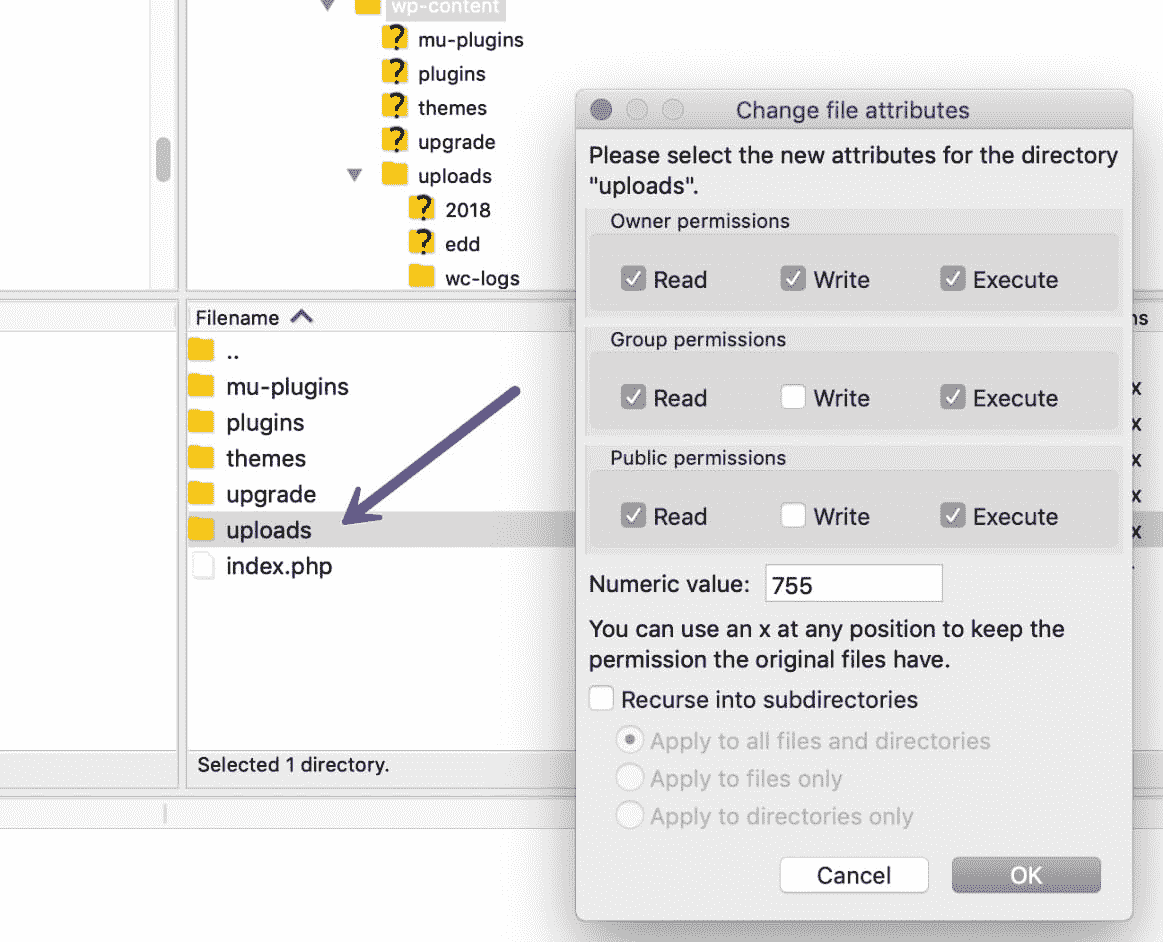 wp-content
mu-plugins
plugins
themes
upgrade
uploads
2018
edd
wc-logs
Filename
..
mu-plugins
plugins
themes
upgrade
uploads
index.php
Selected 1 directory.
Change file attributes
Please select the new attributes for the directory
"uploads".
Owner permissions
Read Write Execute
Group permissions
Read Write Execute
Public permissions
Read Write Execute
Numeric value: 755
You can use an x at any position to keep the
permission the original files have.
Recurse into subdirectories
Apply to all files and directories
Apply to files only
Apply to directories only
Cancel OK